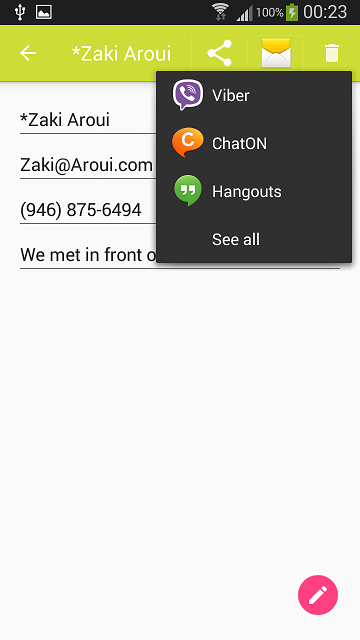 100% 00:23
*Zaki Aroui
Viber
ChatON
Hangouts
See all
*Zaki Aroui
Zaki@Aroui.com
(946) 875-6494
We met in front o